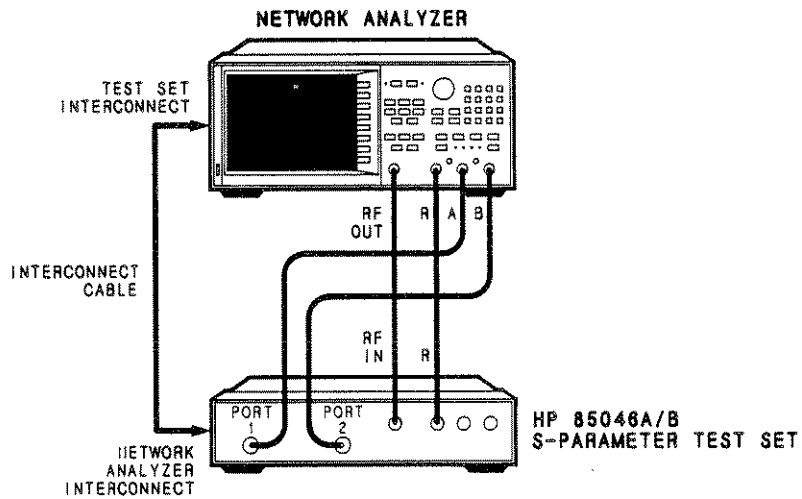 NETWORK ANALYZER
TEST SET
INTERCONNECT
RF
OUT
R
A
B
INTERCONNECT
CABLE
RF
IN
R
PORT
1
PORT
2
HP 85046A/B
S-PARAMETER TEST SET
NETWORK
ANALYZER
INTERCONNECT